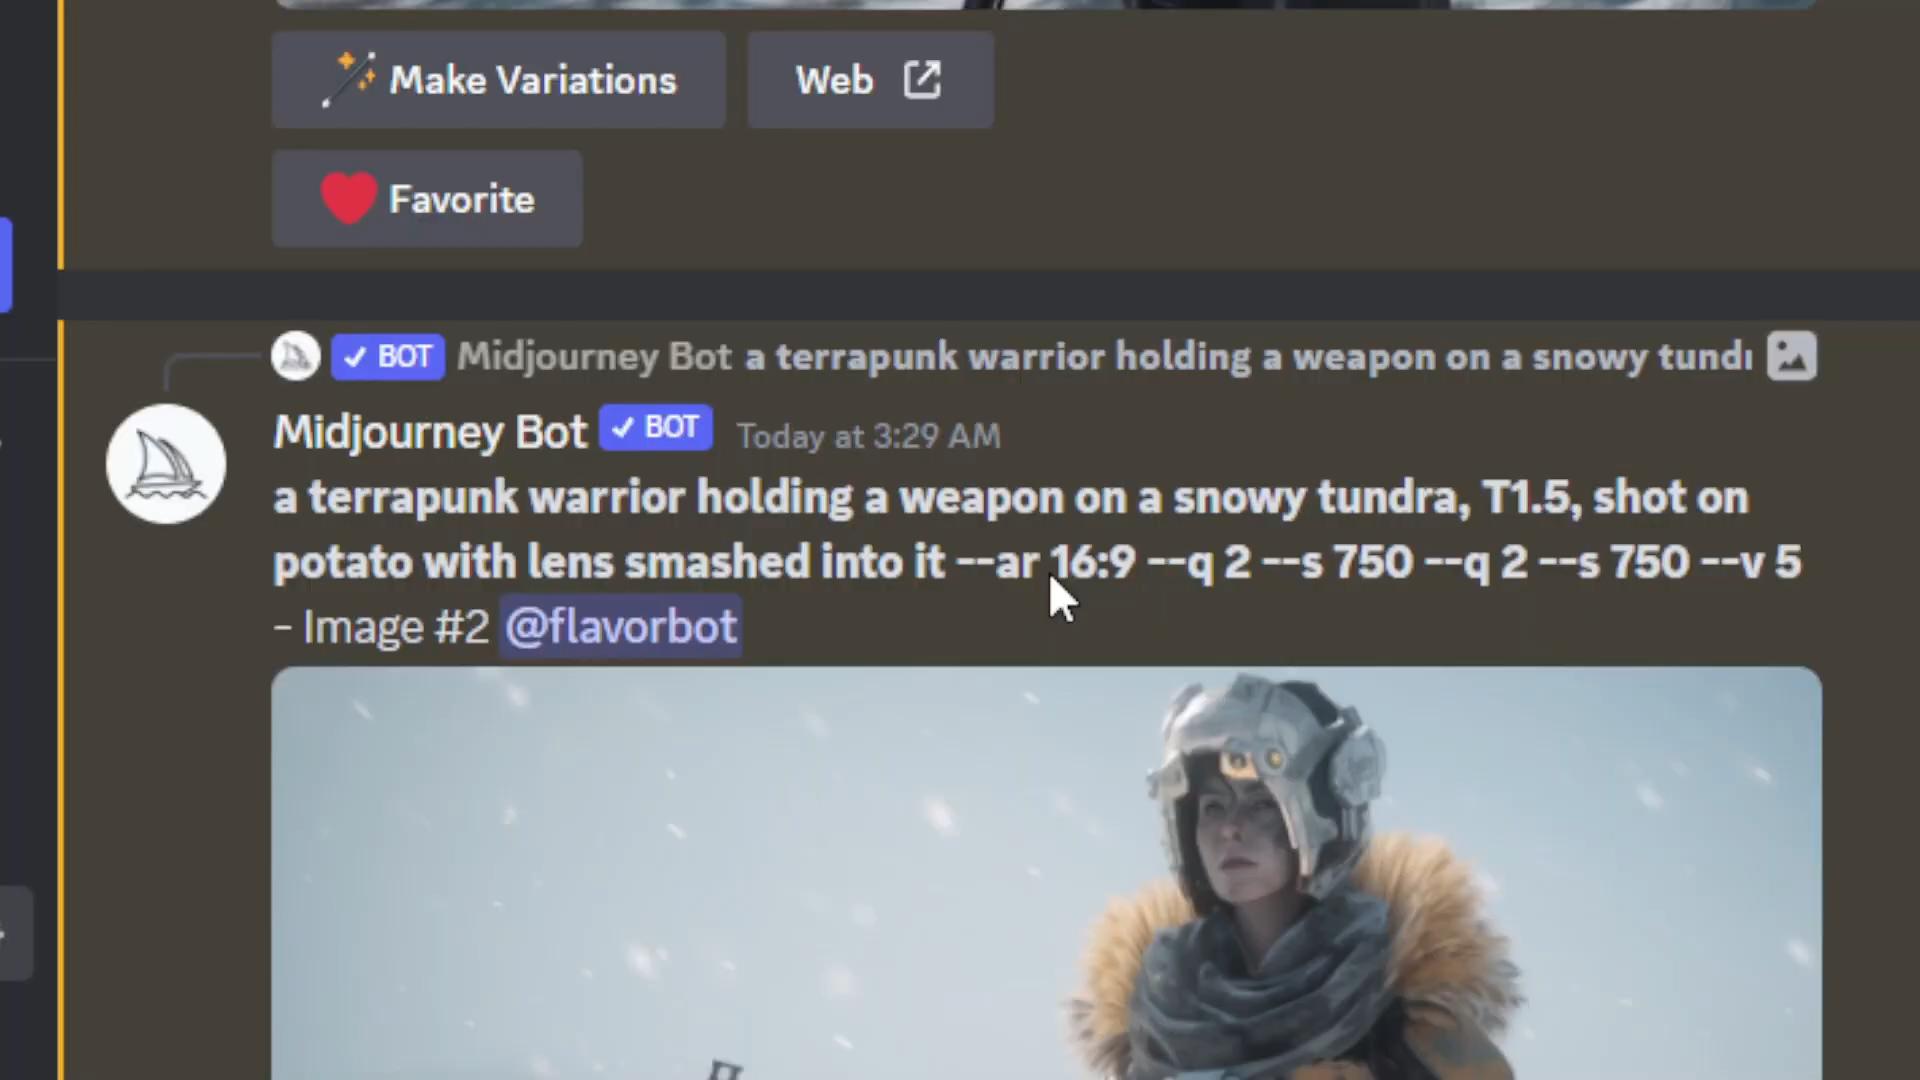 Make Variations
Web
Favorite
BOT Midjourney Bot a terrapunk warrior holding a weapon on a snowy
Midjourney Bot BOT Today at 3:29 AM
a terrapunk warrior holding a weapon on a snowy tundra, T1.5, shot on
potato with lens smashed into it --ar 16:9 --q 2 --s 750 --q 2 --s 750 --v 5
- Image #2 @flavorbot